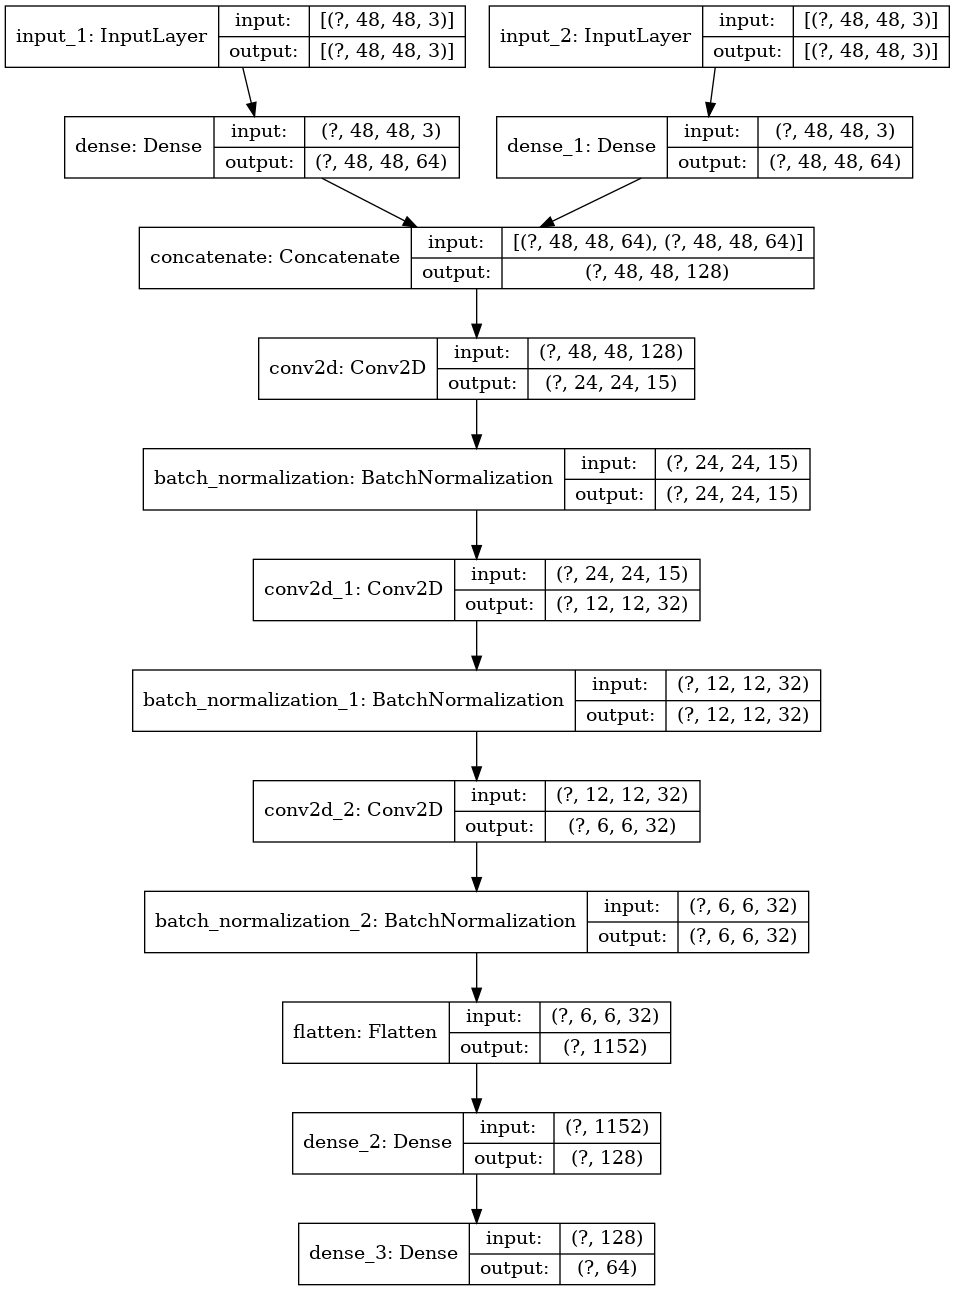 input_1: InputLayer
input:
[(?, 48, 48, 3)]
output:
[(?, 48, 48, 3)]
input_2: InputLayer
input:
[(?, 48, 48, 3)]
output:
[(?, 48, 48, 3)]
dense: Dense
input:
(?, 48, 48, 3)
output:
(?, 48, 48, 64)
dense_1: Dense
input:
(?, 48, 48, 3)
output:
(?, 48, 48, 64)
concatenate: Concatenate
input:
[(?, 48, 48, 64), (?, 48, 48, 64)]
output:
(?, 48, 48, 128)
conv2d: Conv2D
input:
(?, 48, 48, 128)
output:
(?, 24, 24, 15)
batch_normalization: BatchNormalization
input:
(?, 24, 24, 15)
output:
(?, 24, 24, 15)
conv2d_1: Conv2D
input:
(?, 24, 24, 15)
output:
(?, 12, 12, 32)
batch_normalization_1: BatchNormalization
input:
(?, 12, 12, 32)
output:
(?, 12, 12, 32)
conv2d_2: Conv2D
input:
(?, 12, 12, 32)
output:
(?, 6, 6, 32)
batch_normalization_2: BatchNormalization
input:
(?, 6, 6, 32)
output:
(?, 6, 6, 32)
flatten: Flatten
input:
(?, 6, 6, 32)
output:
(?, 1152)
dense_2: Dense
input:
(?, 1152)
output:
(?, 128)
dense_3: Dense
input:
(?, 128)
output:
(?, 64)